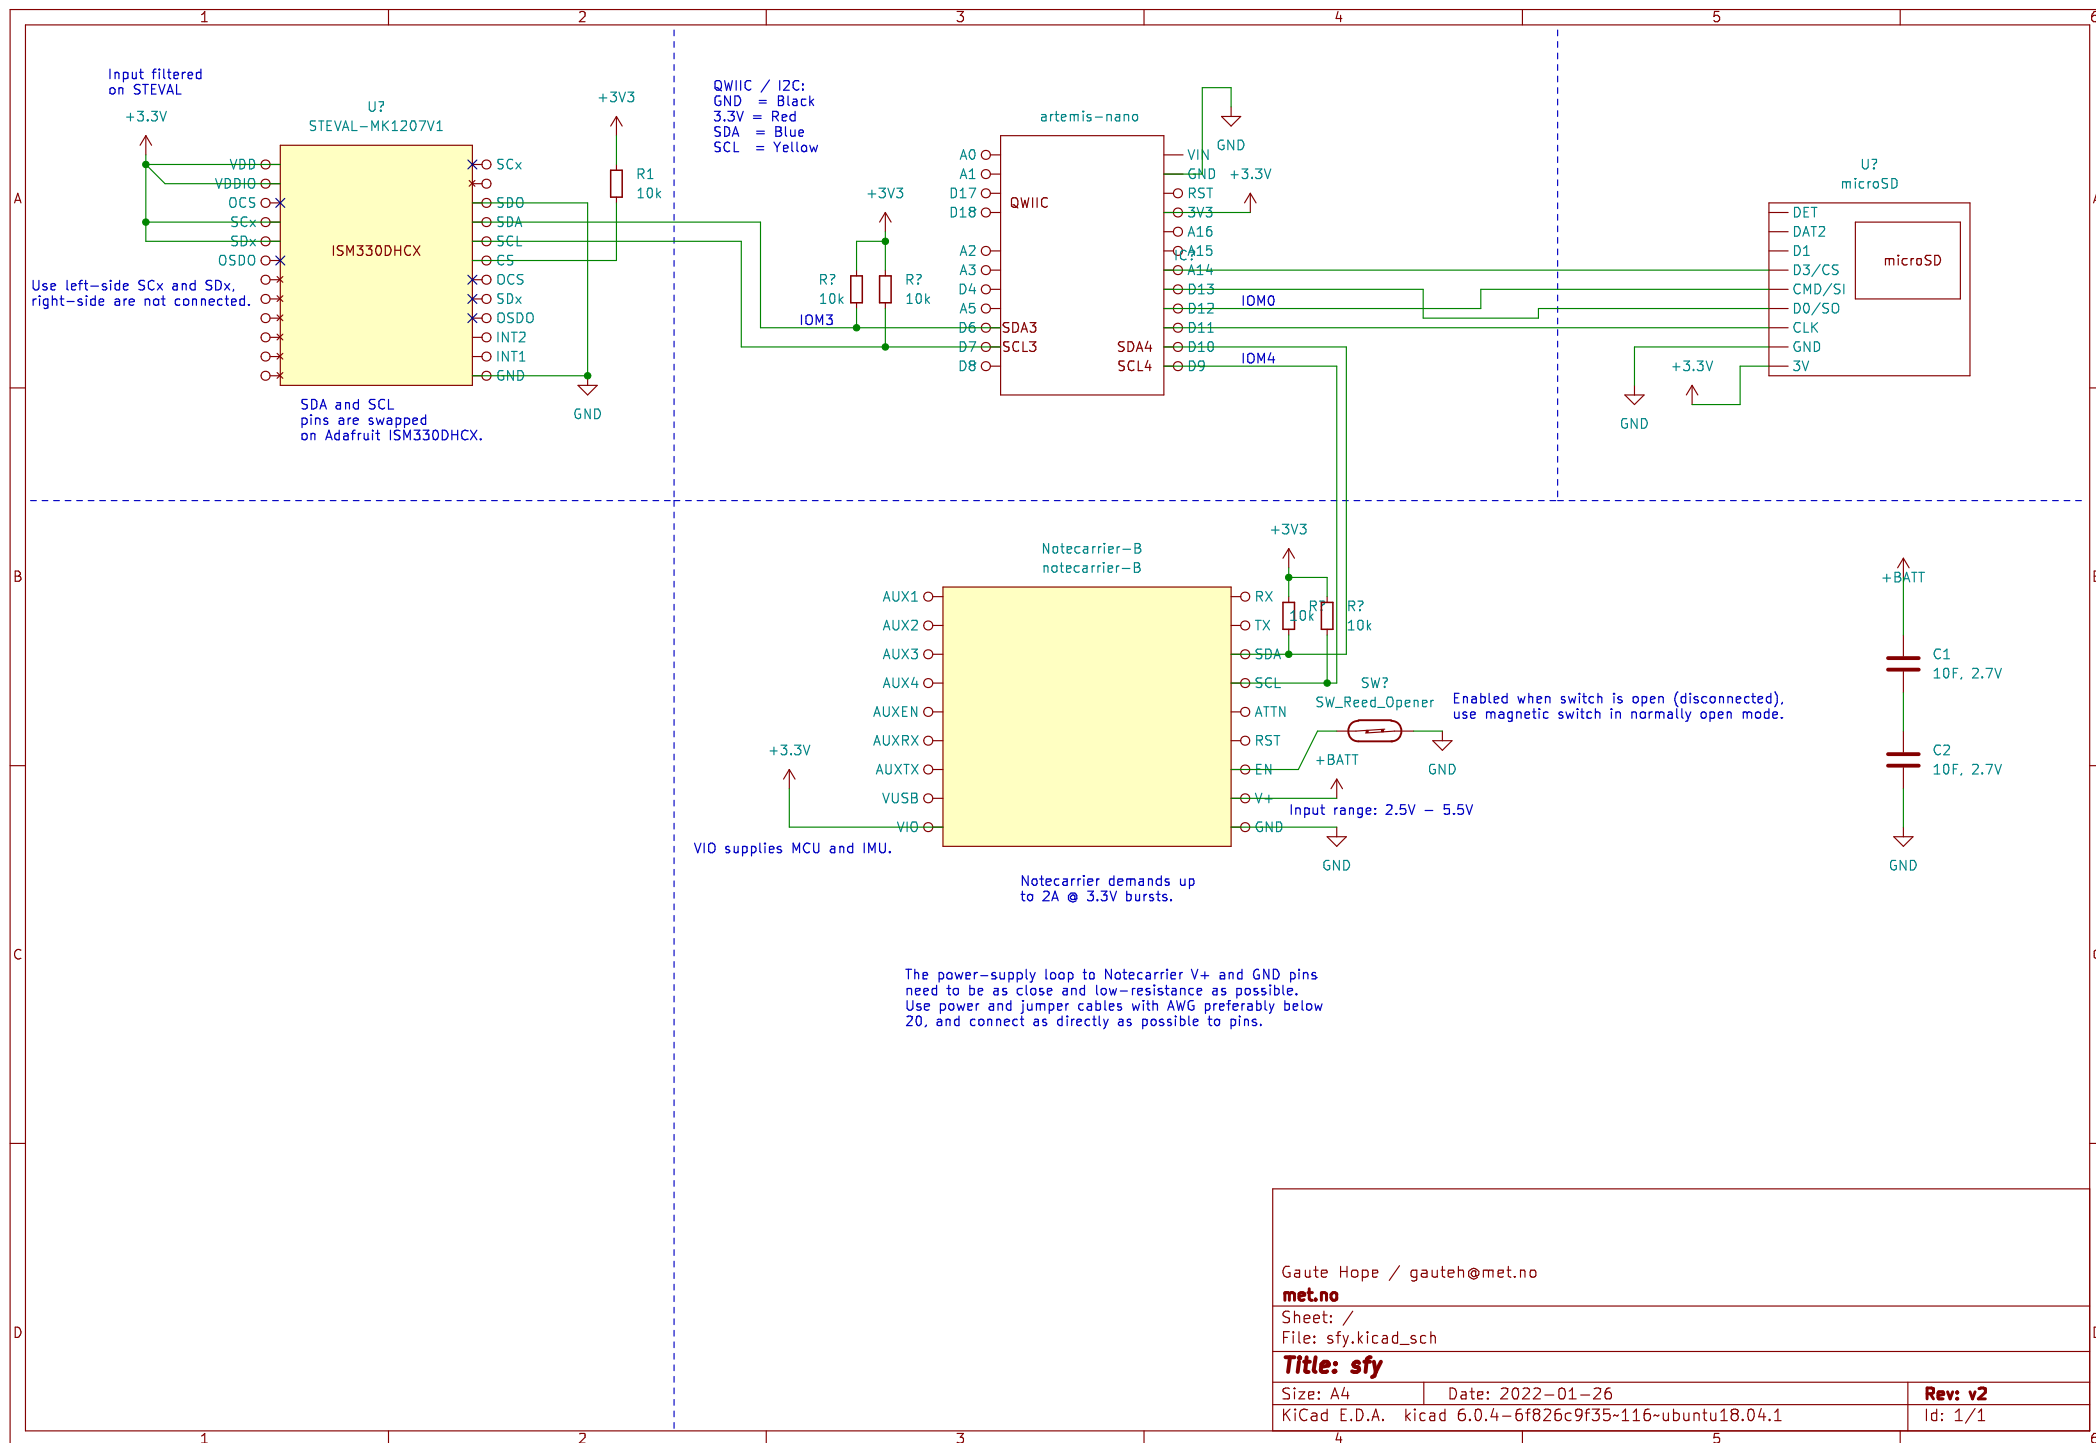 1 2 3 4 5 6
A
B
C
D
Input filtered
on STEVAL
+3.3V
U?
STEVAL-MK1207V1
ISM330DHCX
VDD
VDDIO
OCS
SCx
SDx
OSDO
SCx
SDO
SDA
SCL
CS
OCS
SDx
OSDO
INT2
INT1
GND
Use left-side SCx and SDx,
right-side are not connected.
SDA and SCL
pins are swapped
on Adafruit ISM330DHCX.
+3V3
R1
10k
GND
QWIIC / I2C:
GND = Black
3.3V = Red
SDA = Blue
SCL = Yellow
+3V3
R?
10k
R?
10k
IOM3
artemis-nano
QWIIC
A0
A1
D17
D18
A2
A3
D4
A5
D6
D7
D8
SDA3
SCL3
SDA4
SCL4
VIN
GND
RST
3V3
A16
A15
IC?
A14
D13
D12
D11
D10
D9
GND
+3.3V
IOM0
IOM4
U?
microSD
microSD
DET
DAT2
D1
D3/CS
CMD/SI
D0/SO
CLK
GND
3V
+3.3V
GND
Notecarrier-B
notecarrier-B
AUX1
AUX2
AUX3
AUX4
AUXEN
AUXRX
AUXTX
VUSB
VIO
RX
TX
SDA
SCL
ATTN
RST
EN
V+
GND
+3V3
R?
10k
R?
10k
SW?
SW_Reed_Opener
Enabled when switch is open (disconnected),
use magnetic switch in normally open mode.
GND
+BATT
Input range: 2.5V - 5.5V
GND
+3.3V
VIO supplies MCU and IMU.
Notecarrier demands up
to 2A @ 3.3V bursts.
The power-supply loop to Notecarrier V+ and GND pins
need to be as close and low-resistance as possible.
Use power and jumper cables with AWG preferably below
20, and connect as directly as possible to pins.
+BATT
C1
10F, 2.7V
C2
10F, 2.7V
GND
Gaute Hope / gauteh@met.no
met.no
Sheet: /
File: sfy.kicad_sch
Title: sfy
Size: A4 Date: 2022-01-26 Rev: v2
KiCad E.D.A. kicad 6.0.4-6f826c9f35~116~ubuntu18.04.1 Id: 1/1
1 2 3 4 5 6